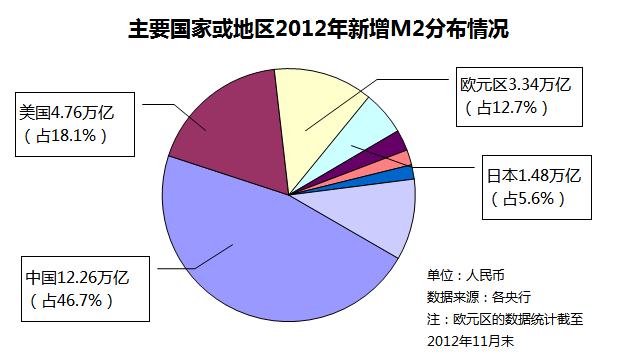 主要国家或地区2012年新增M2分布情况
美国4.76万亿
（占18.1%）
欧元区3.34万亿
（占12.7%）
日本1.48万亿
（占5.6%）
中国12.26万亿
（占46.7%）
单位：人民币
数据来源：各央行
注：欧元区的数据统计截至
2012年11月末